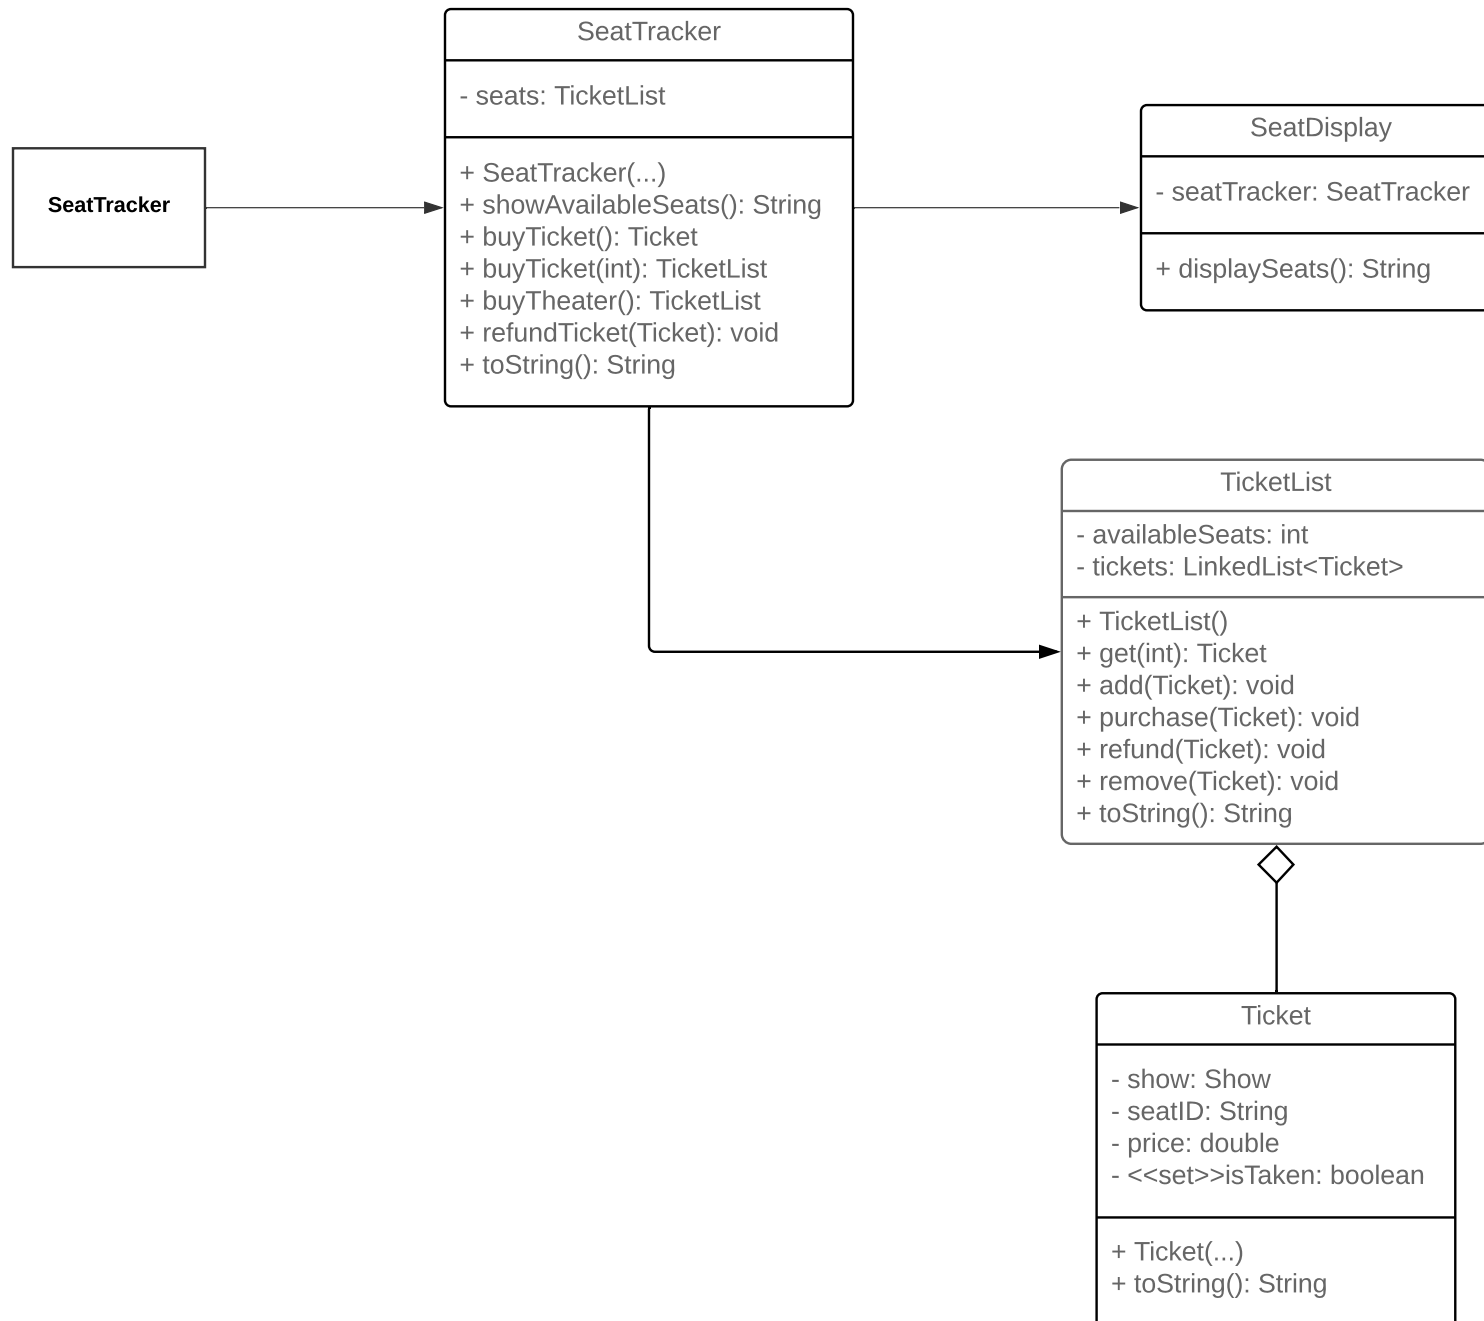 SeatTracker
SeatTracker
- seats: TicketList
+ SeatTracker(...)
+ showAvailableSeats(): String
+ buyTicket(): Ticket
+ buyTicket(int): TicketList
+ buyTheater(): TicketList
+ refundTicket(Ticket): void
+ toString(): String
SeatDisplay
- seatTracker: SeatTracker
+ displaySeats(): String
TicketList
- availableSeats: int
- tickets: LinkedList<Ticket>
+ TicketList()
+ get(int): Ticket
+ add(Ticket): void
+ purchase(Ticket): void
+ refund(Ticket): void
+ remove(Ticket): void
+ toString(): String
Ticket
- show: Show
- seatID: String
- price: double
- <<set>>isTaken: boolean
+ Ticket(...)
+ toString(): String